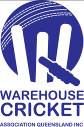 WAREHOUSE
CRICKET
ASSOCIATION QUEENSLAND INC